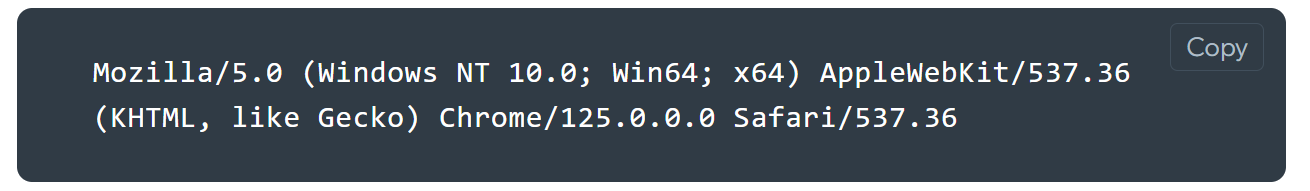 Copy
Mozilla/5.0 (Windows NT 10.0; Win64; x64) AppleWebKit/537.36
(KHTML, like Gecko) Chrome/125.0.0.0 Safari/537.36